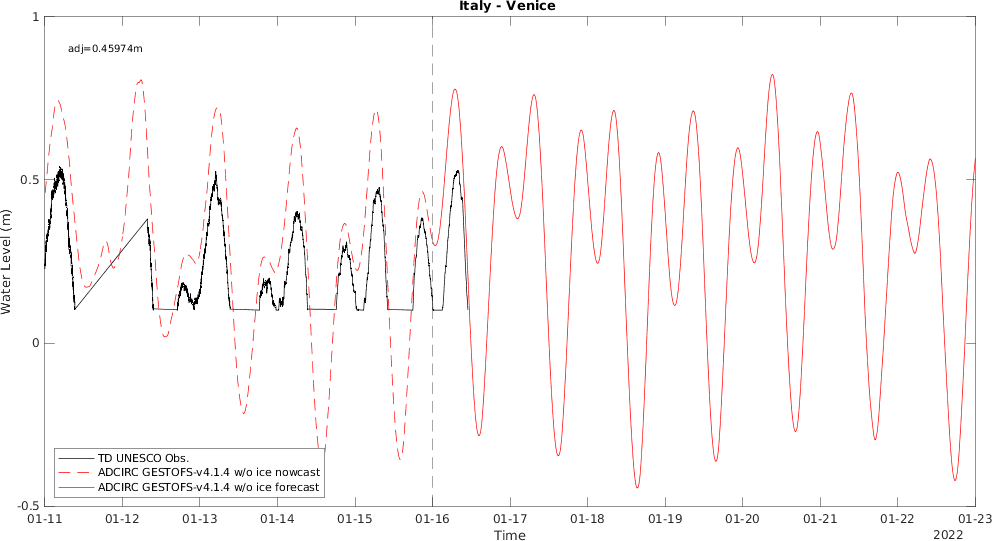 Italy - Venice
adj=0.45974m
1
0.5
0
-0.5
Water Level (m)
TD UNESCO Obs.
ADCIRC GESTOFS-v4.1.4 w/o ice nowcast
ADCIRC GESTOFS-v4.1.4 w/o ice forecast
01-11 01-12 01-13 01-14 01-15 01-16 01-17 01-18 01-19 01-20 01-21 01-22 01-23
Time
2022